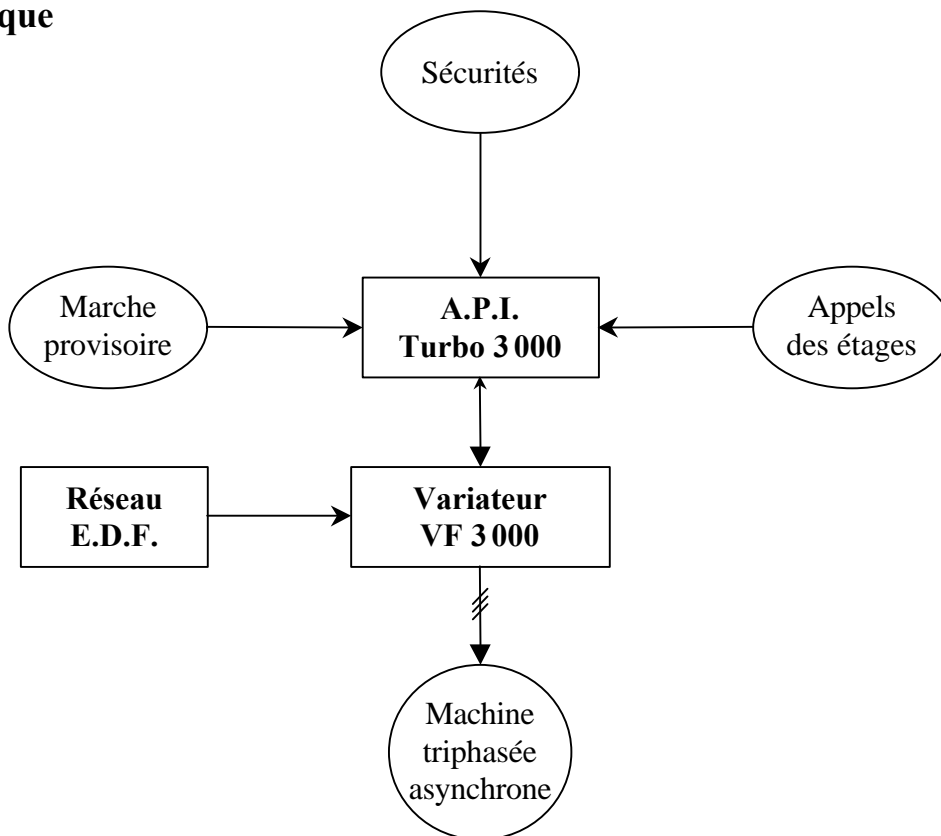 que
Sécurités
Marche
provisoire
A.P.I.
Turbo 3 000
Appels
des étages
Réseau
E.D.F.
Variateur
VF 3 000
Machine
triphasée
asynchrone